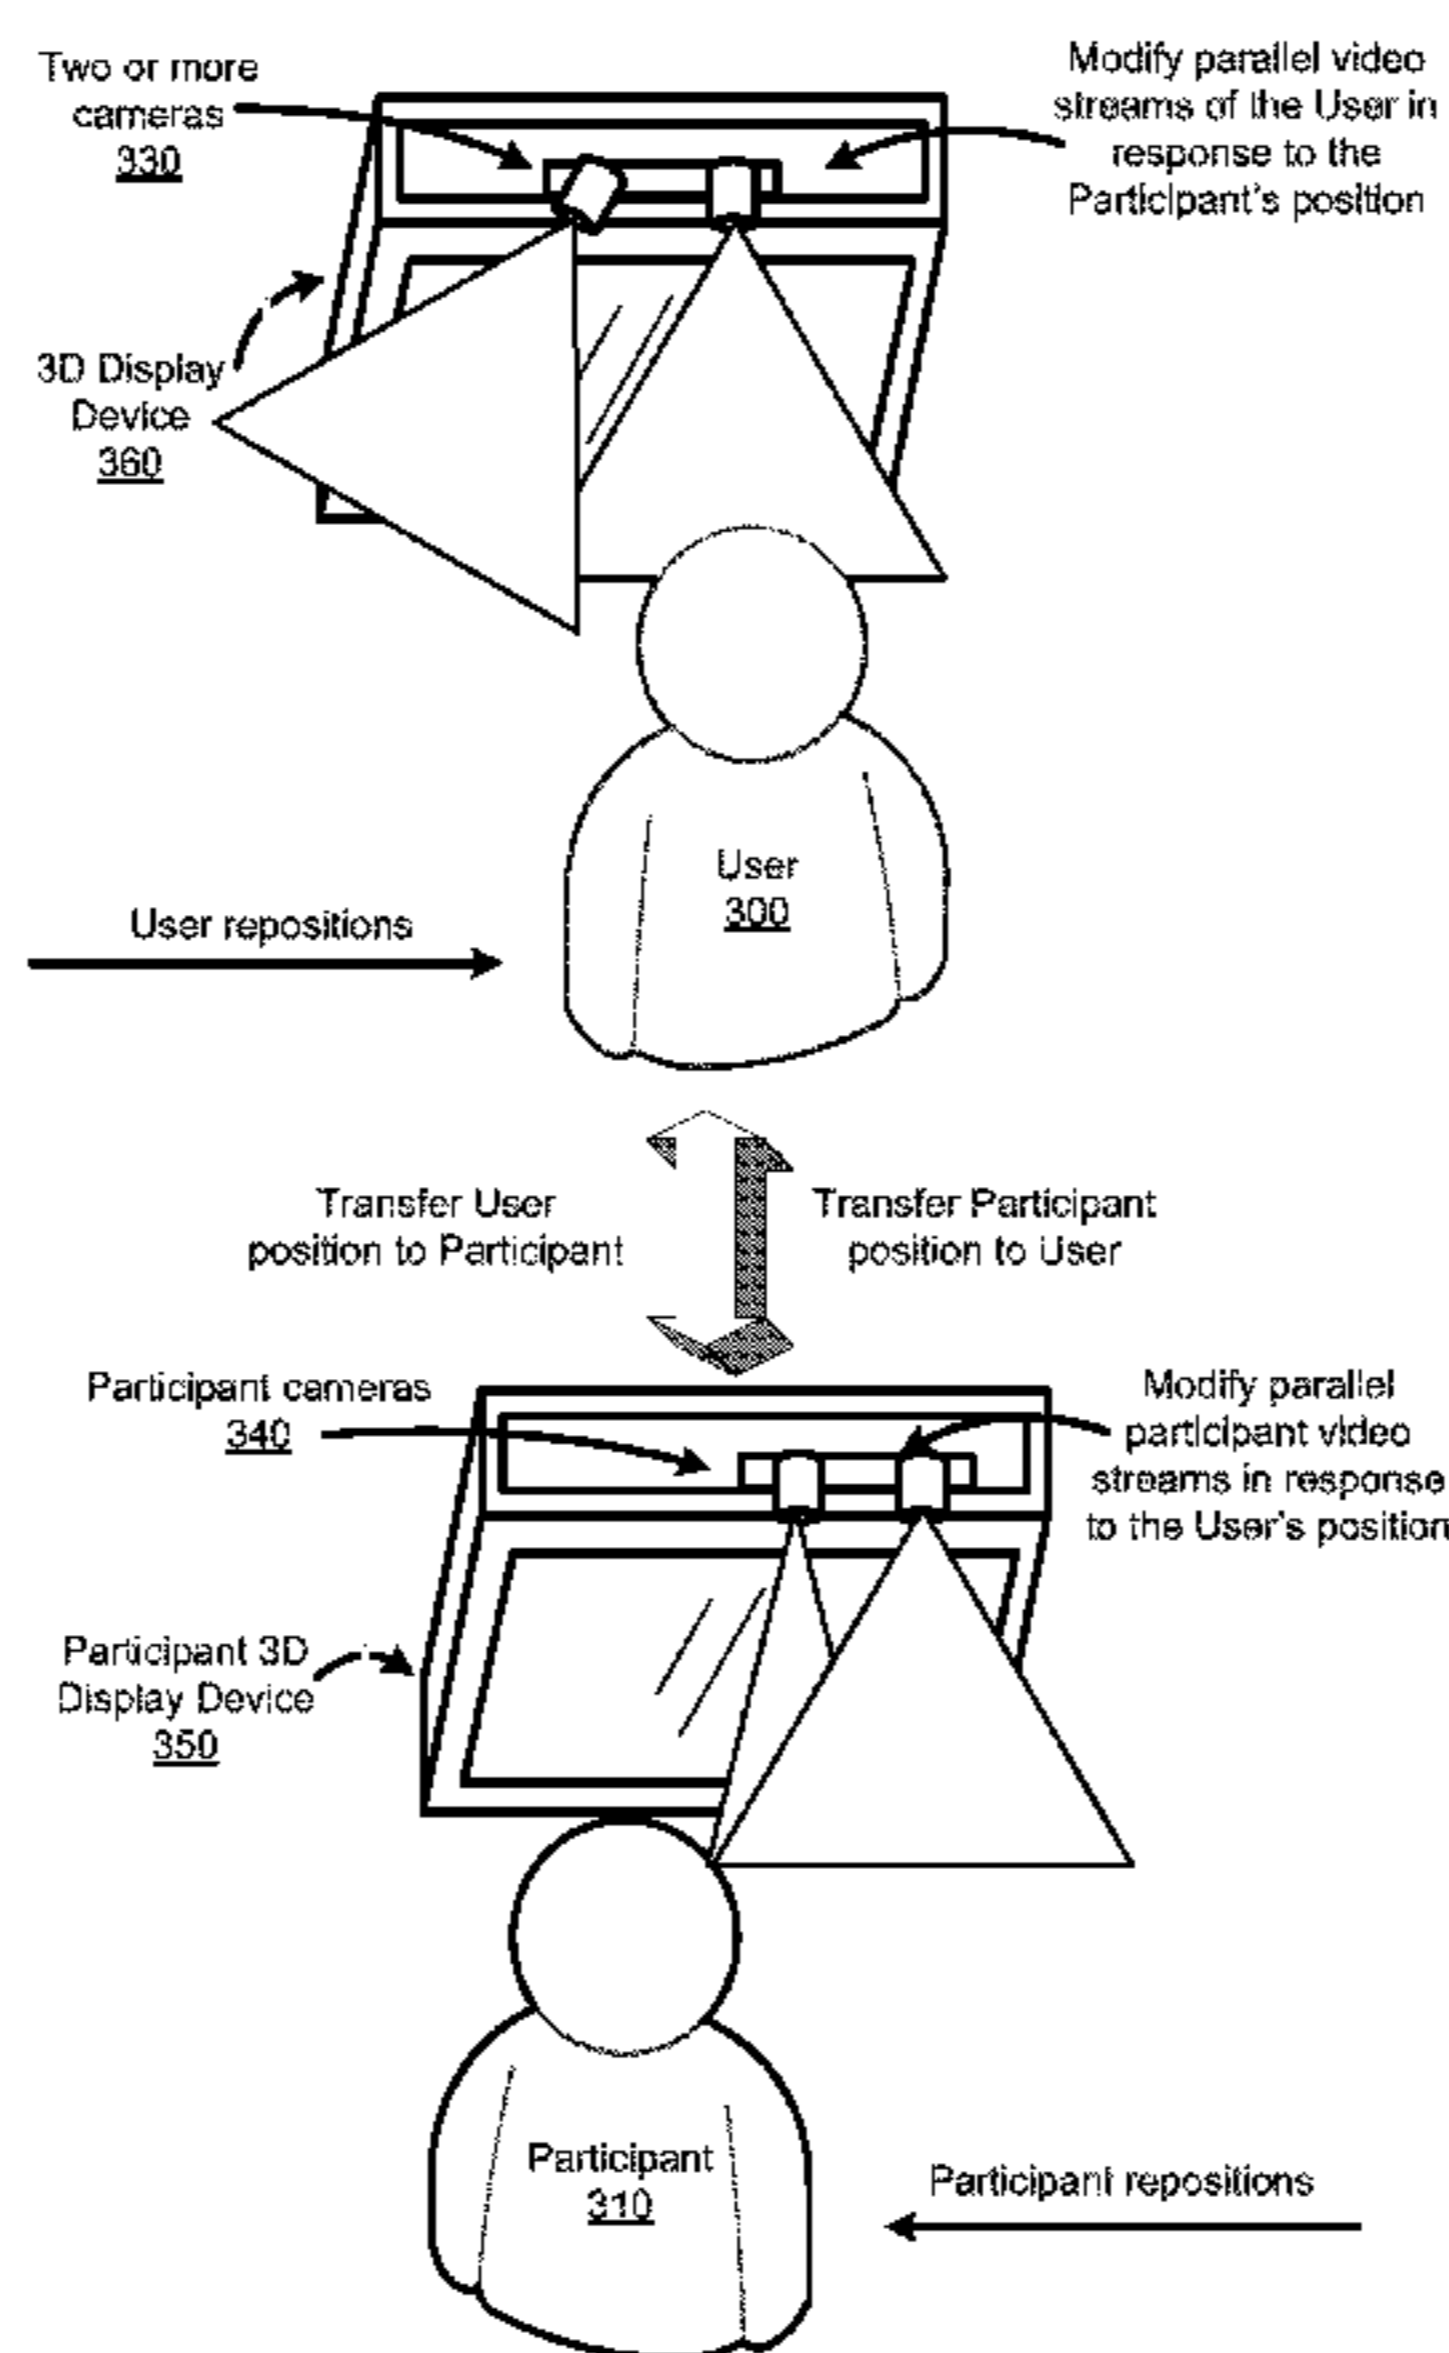 Two or more
cameras
330
Modify parallel video
streams of the User in
response to the
Participant's position
3D Display
Device
360
User
300
User repositions
Transfer User
position to Participant
Transfer Participant
position to User
Participant cameras
340
Modify parallel
participant video
streams in response
to the User's position
Participant 3D
Display Device
350
Participant
310
Participant repositions